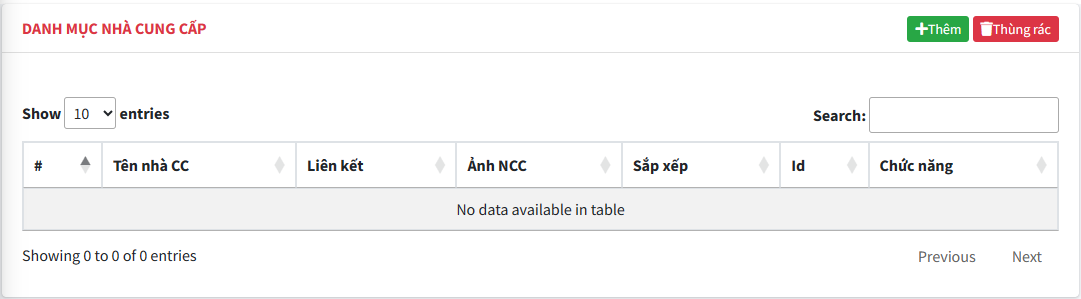 DANH MỤC NHÀ CUNG CẤP
Thêm Thùng rác
Show 10 entries
Search:
# Tên nhà CC Liên kết Ảnh NCC Sắp xếp Id Chức năng
No data available in table
Showing 0 to 0 of 0 entries
Previous Next